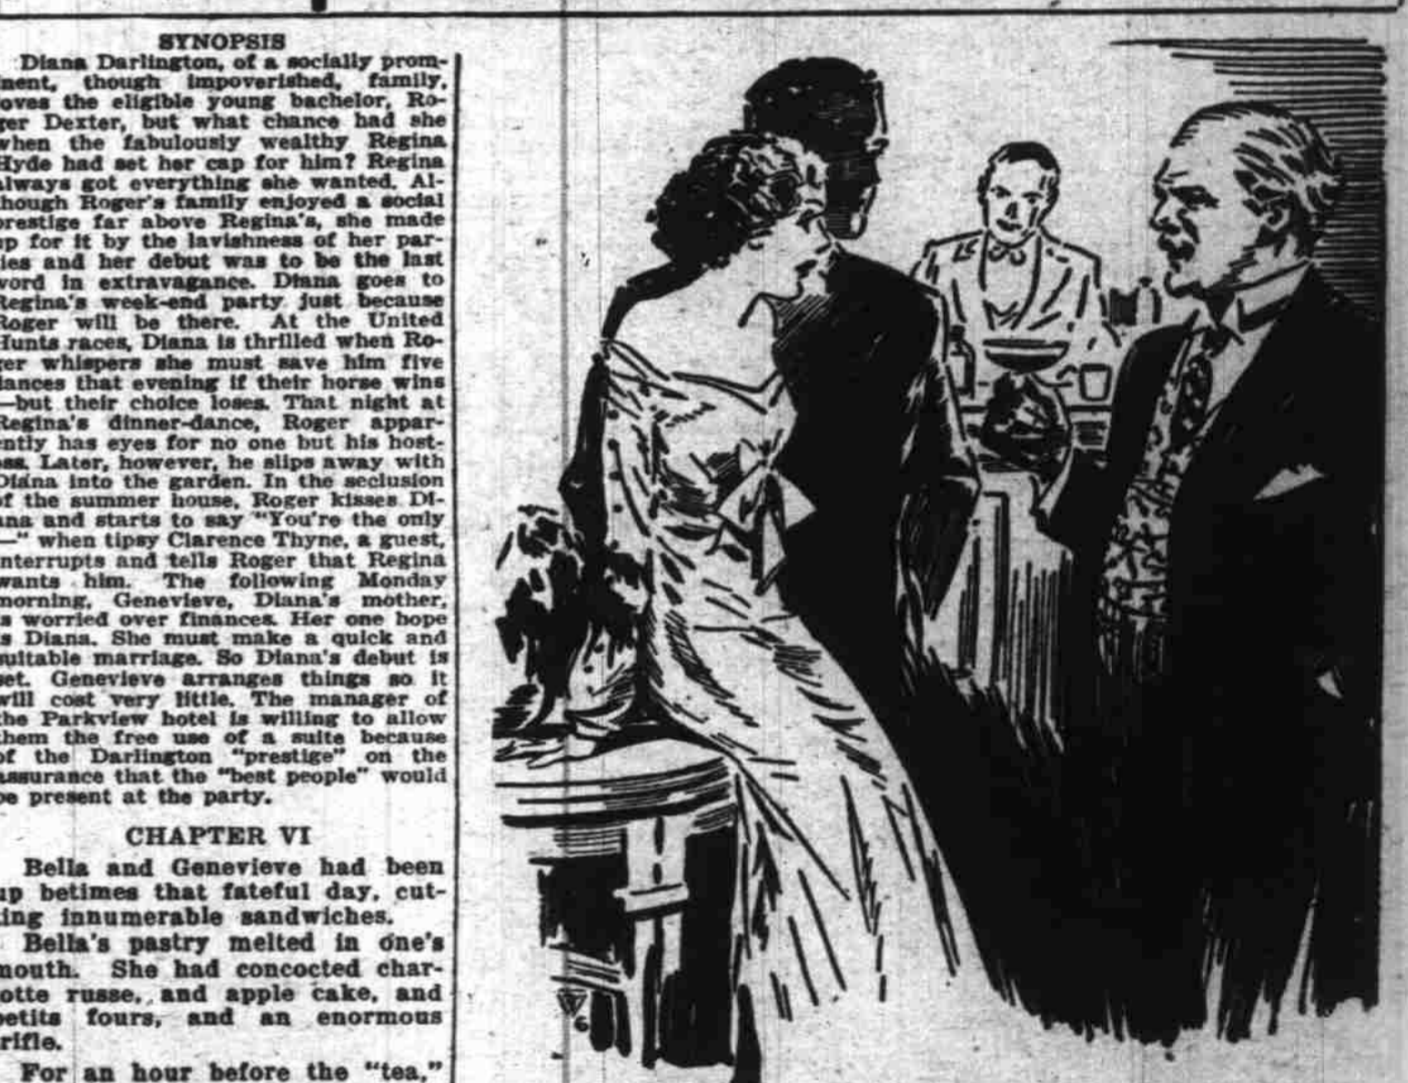 SYNOPSIS
Diana Darlington, of a socially prom-
nent, though impoverished, family,
oves the eligible young bachelor, Ro-
ger Dexter, but what chance had she
when the fabulously wealthy Regina
Hyde had set her cap for him? Regina
always got everything she wanted. Al-
though Roger's family enjoyed a social
prestige far above Regina's, she made
up for it by the lavishness of her par-
ties and her debut was to be the last
word in extravagance. Diana goes to
Regina's week-end party just because
Roger will be there. At the United
Hunts races, Diana is thrilled when Ro-
ger whispers she must save him five
dances that evening if their horse wins
—but their choice loses. That night at
Regina's dinner-dance, Roger appar-
ently has eyes for no one but his host-
ess. Later, however, he slips away with
Diana into the garden. In the seclusion
of the summer house, Roger kisses Di-
ana and starts to say "You're the only
—" when tipsy Clarence Thyne, a guest,
interrupts and tells Roger that Regina
wants him. The following Monday
morning, Genevieve, Diana's mother,
is worried over finances. Her one hope
is Diana. She must make a quick and
suitable marriage. So Diana's debut is
set. Genevieve arranges things so it
will cost very little. The manager of
the Parkview hotel is willing to allow
them the free use of a suite because
of the Darlington "prestige" on the
assurance that the "best people" would
be present at the party.
CHAPTER VI
Bella and Genevieve had been
up betimes that fateful day, cut-
ting innumerable sandwiches.
Bella's pastry melted in one's
mouth. She had concocted char-
lotte russe, and apple cake, and
petits fours, and an enormous
trifle.
For an hour before the "tea,"
6